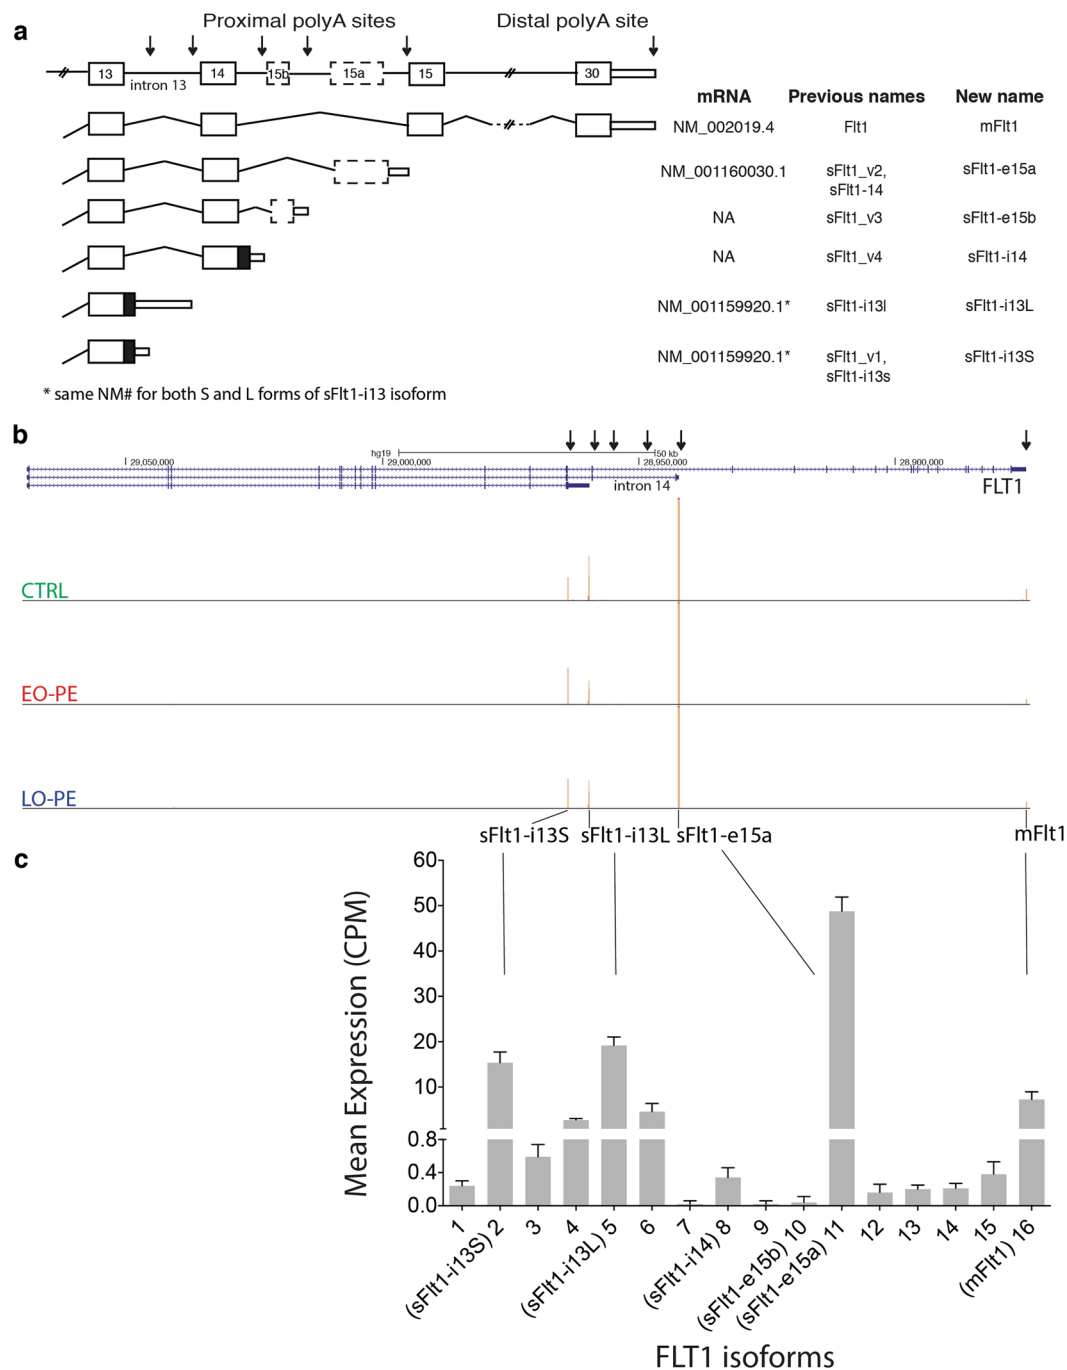 a
Proximal polyA sites
Distal polyA site
13
14
15b
15a
15
30
intron 13
mRNA Previous names New name
NM_002019.4 Flt1 mFlt1
NM_001160030.1 sFlt1_v2, sFlt1-e15a
sFlt1-14
NA sFlt1_v3 sFlt1-e15b
NA sFlt1_v4 sFlt1-i14
NM_001159920.1* sFlt1-i13l sFlt1-i13L
NM_001159920.1* sFlt1_v1, sFlt1-i13S
sFlt1-i13s
* same NM# for both S and L forms of sFlt1-i13 isoform
b
hg19 50 kb
29,050,000 29,000,000 28,950,000 28,900,000
intron 14 FLT1
CTRL
EO-PE
LO-PE
sFlt1-i13S sFlt1-i13L sFlt1-e15a mFlt1
c
Mean Expression (CPM)
60
50
40
30
20
10
0.8
0.4
0.0
1
(sFlt1-i13S) 2
3
4
(sFlt1-i13L) 5
6
7
(sFlt1-i14) 8
9
(sFlt1-e15b) 10
(sFlt1-e15a) 11
12
13
14
15
(mFlt1) 16
FLT1 isoforms